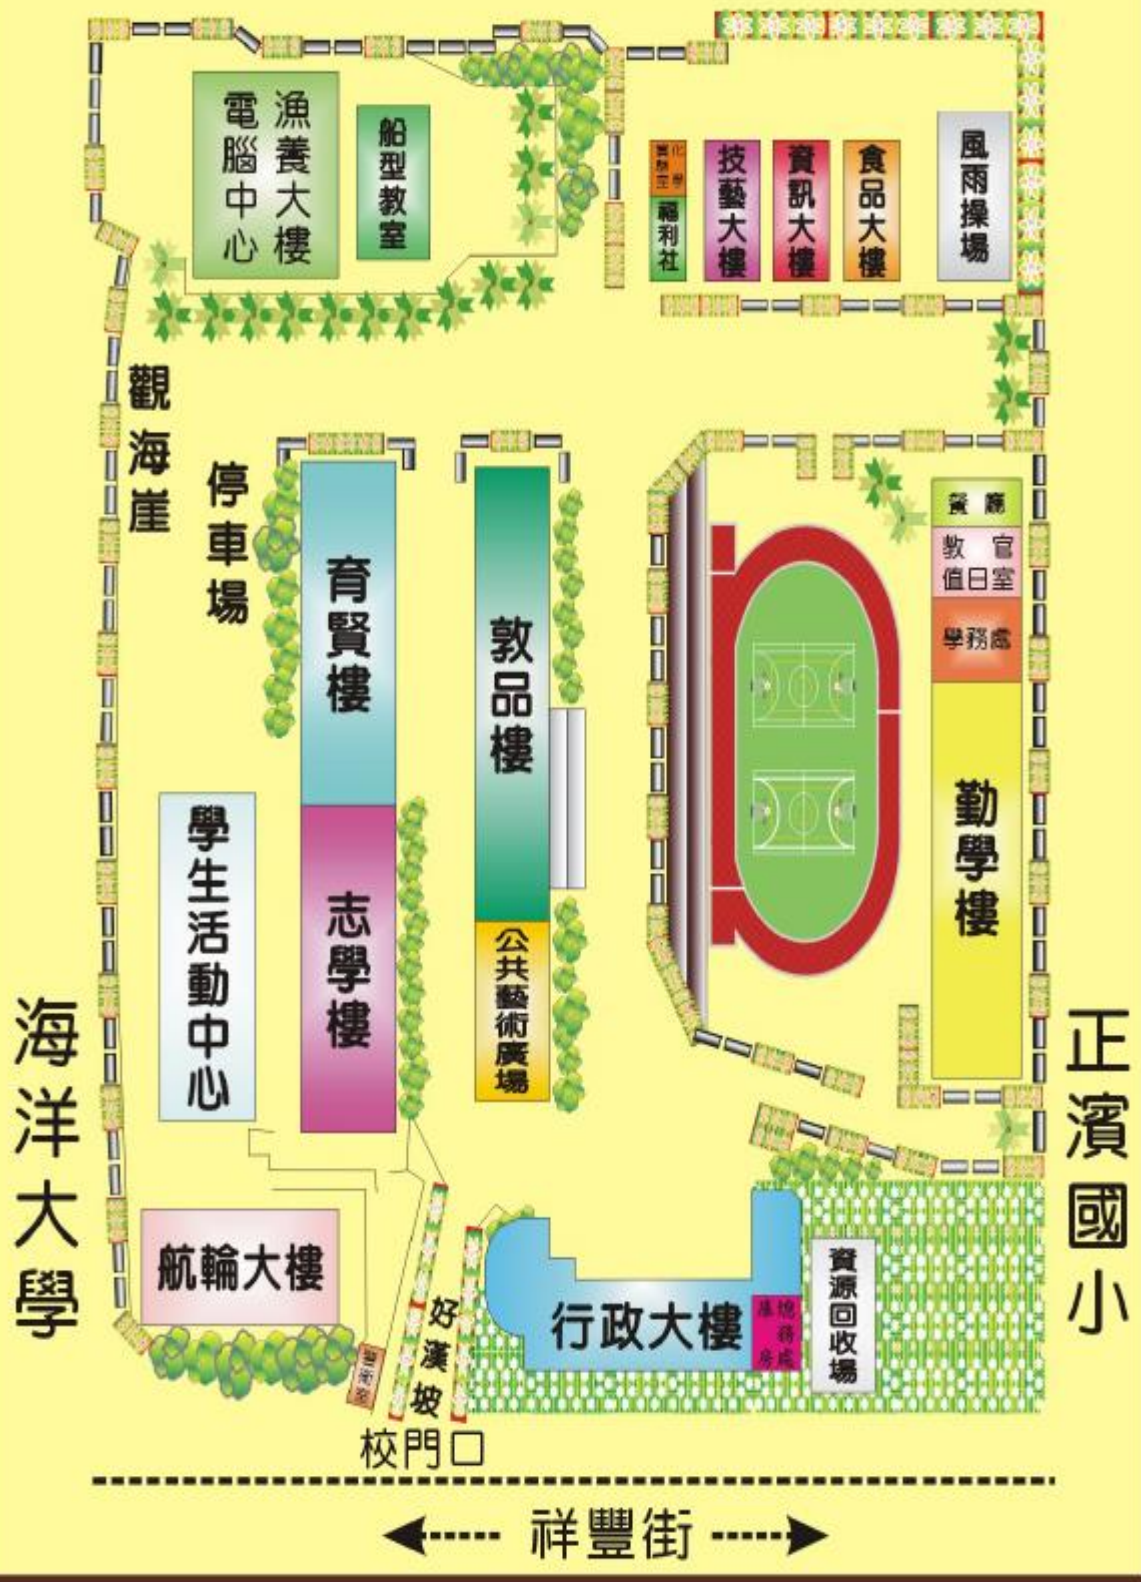 漁養大樓
電腦中心
船型教室
化學
實驗室
福利社
技藝大樓
資訊大樓
食品大樓
風雨操場
觀海崖
停車場
育賢樓
敦品樓
餐廳
教官
值日室
學務處
勤學樓
學生活動中心
志學樓
公共藝術廣場
海洋大學
正濱國小
航輪大樓
警衛室
好漢坡
行政大樓
總務處
庫房
資源回收場
校門口
祥豐街